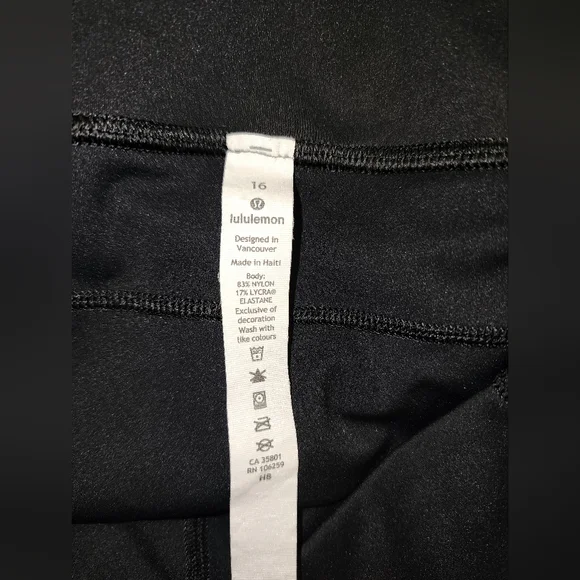 16
lululemon
Designed in
Vancouver
Made in Haiti
Body:
83% NYLON
17% LYCRA®
ELASTANE
Exclusive of
decoration
Wash with
like colours
CA 35801
RN 106259
HB